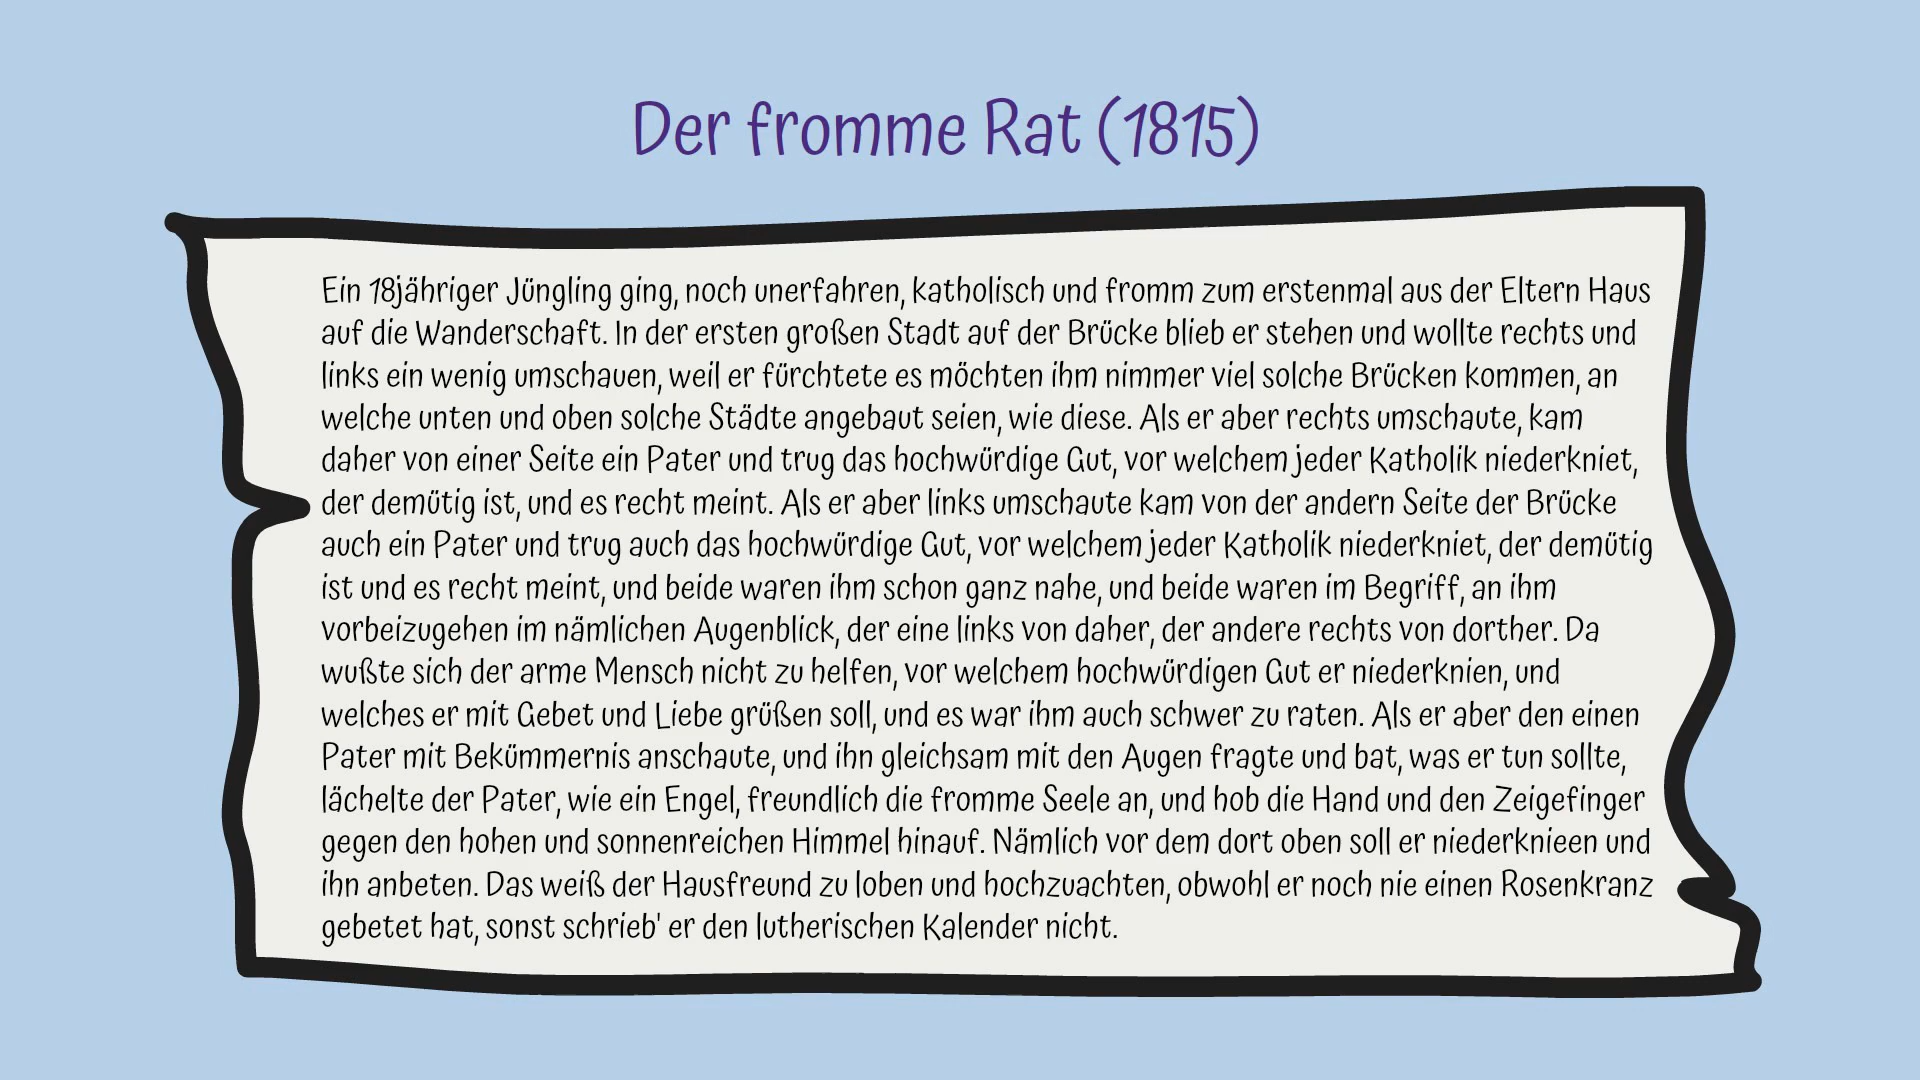 Der fromme Rat (1815)
Ein 18jähriger Jüngling ging, noch unerfahren, katholisch und fromm zum erstenmal aus der Eltern Haus
auf die Wanderschaft. In der ersten großen Stadt auf der Brücke blieb er stehen und wollte rechts und
links ein wenig umschauen, weil er fürchtete es möchten ihm nimmer viel solche Brücken kommen, an
welche unten und oben solche Städte angebaut seien, wie diese. Als er aber rechts umschaute, kam
daher von einer Seite ein Pater und trug das hochwürdige Gut, vor welchem jeder Katholik niederkniet,
der demütig ist, und es recht meint. Als er aber links umschaute kam von der andern Seite der Brücke
auch ein Pater und trug auch das hochwürdige Gut, vor welchem jeder Katholik niederkniet, der demütig
ist und es recht meint, und beide waren ihm schon ganz nahe, und beide waren im Begriff, an ihm
vorbeizugehen im nämlichen Augenblick, der eine links von daher, der andere rechts von dorther. Da
wußte sich der arme Mensch nicht zu helfen, vor welchem hochwürdigen Gut er niederknien, und
welches er mit Gebet und Liebe grüßen soll, und es war ihm auch schwer zu raten. Als er aber den einen
Pater mit Bekümmernis anschaute, und ihn gleichsam mit den Augen fragte und bat, was er tun sollte,
lächelte der Pater, wie ein Engel, freundlich die fromme Seele an, und hob die Hand und den Zeigefinger
gegen den hohen und sonnenreichen Himmel hinauf. Nämlich vor dem dort oben soll er niederknieen und
ihn anbeten. Das weiß der Hausfreund zu loben und hochzuachten, obwohl er noch nie einen Rosenkranz
gebetet hat, sonst schrieb' er den lutherischen Kalender nicht.